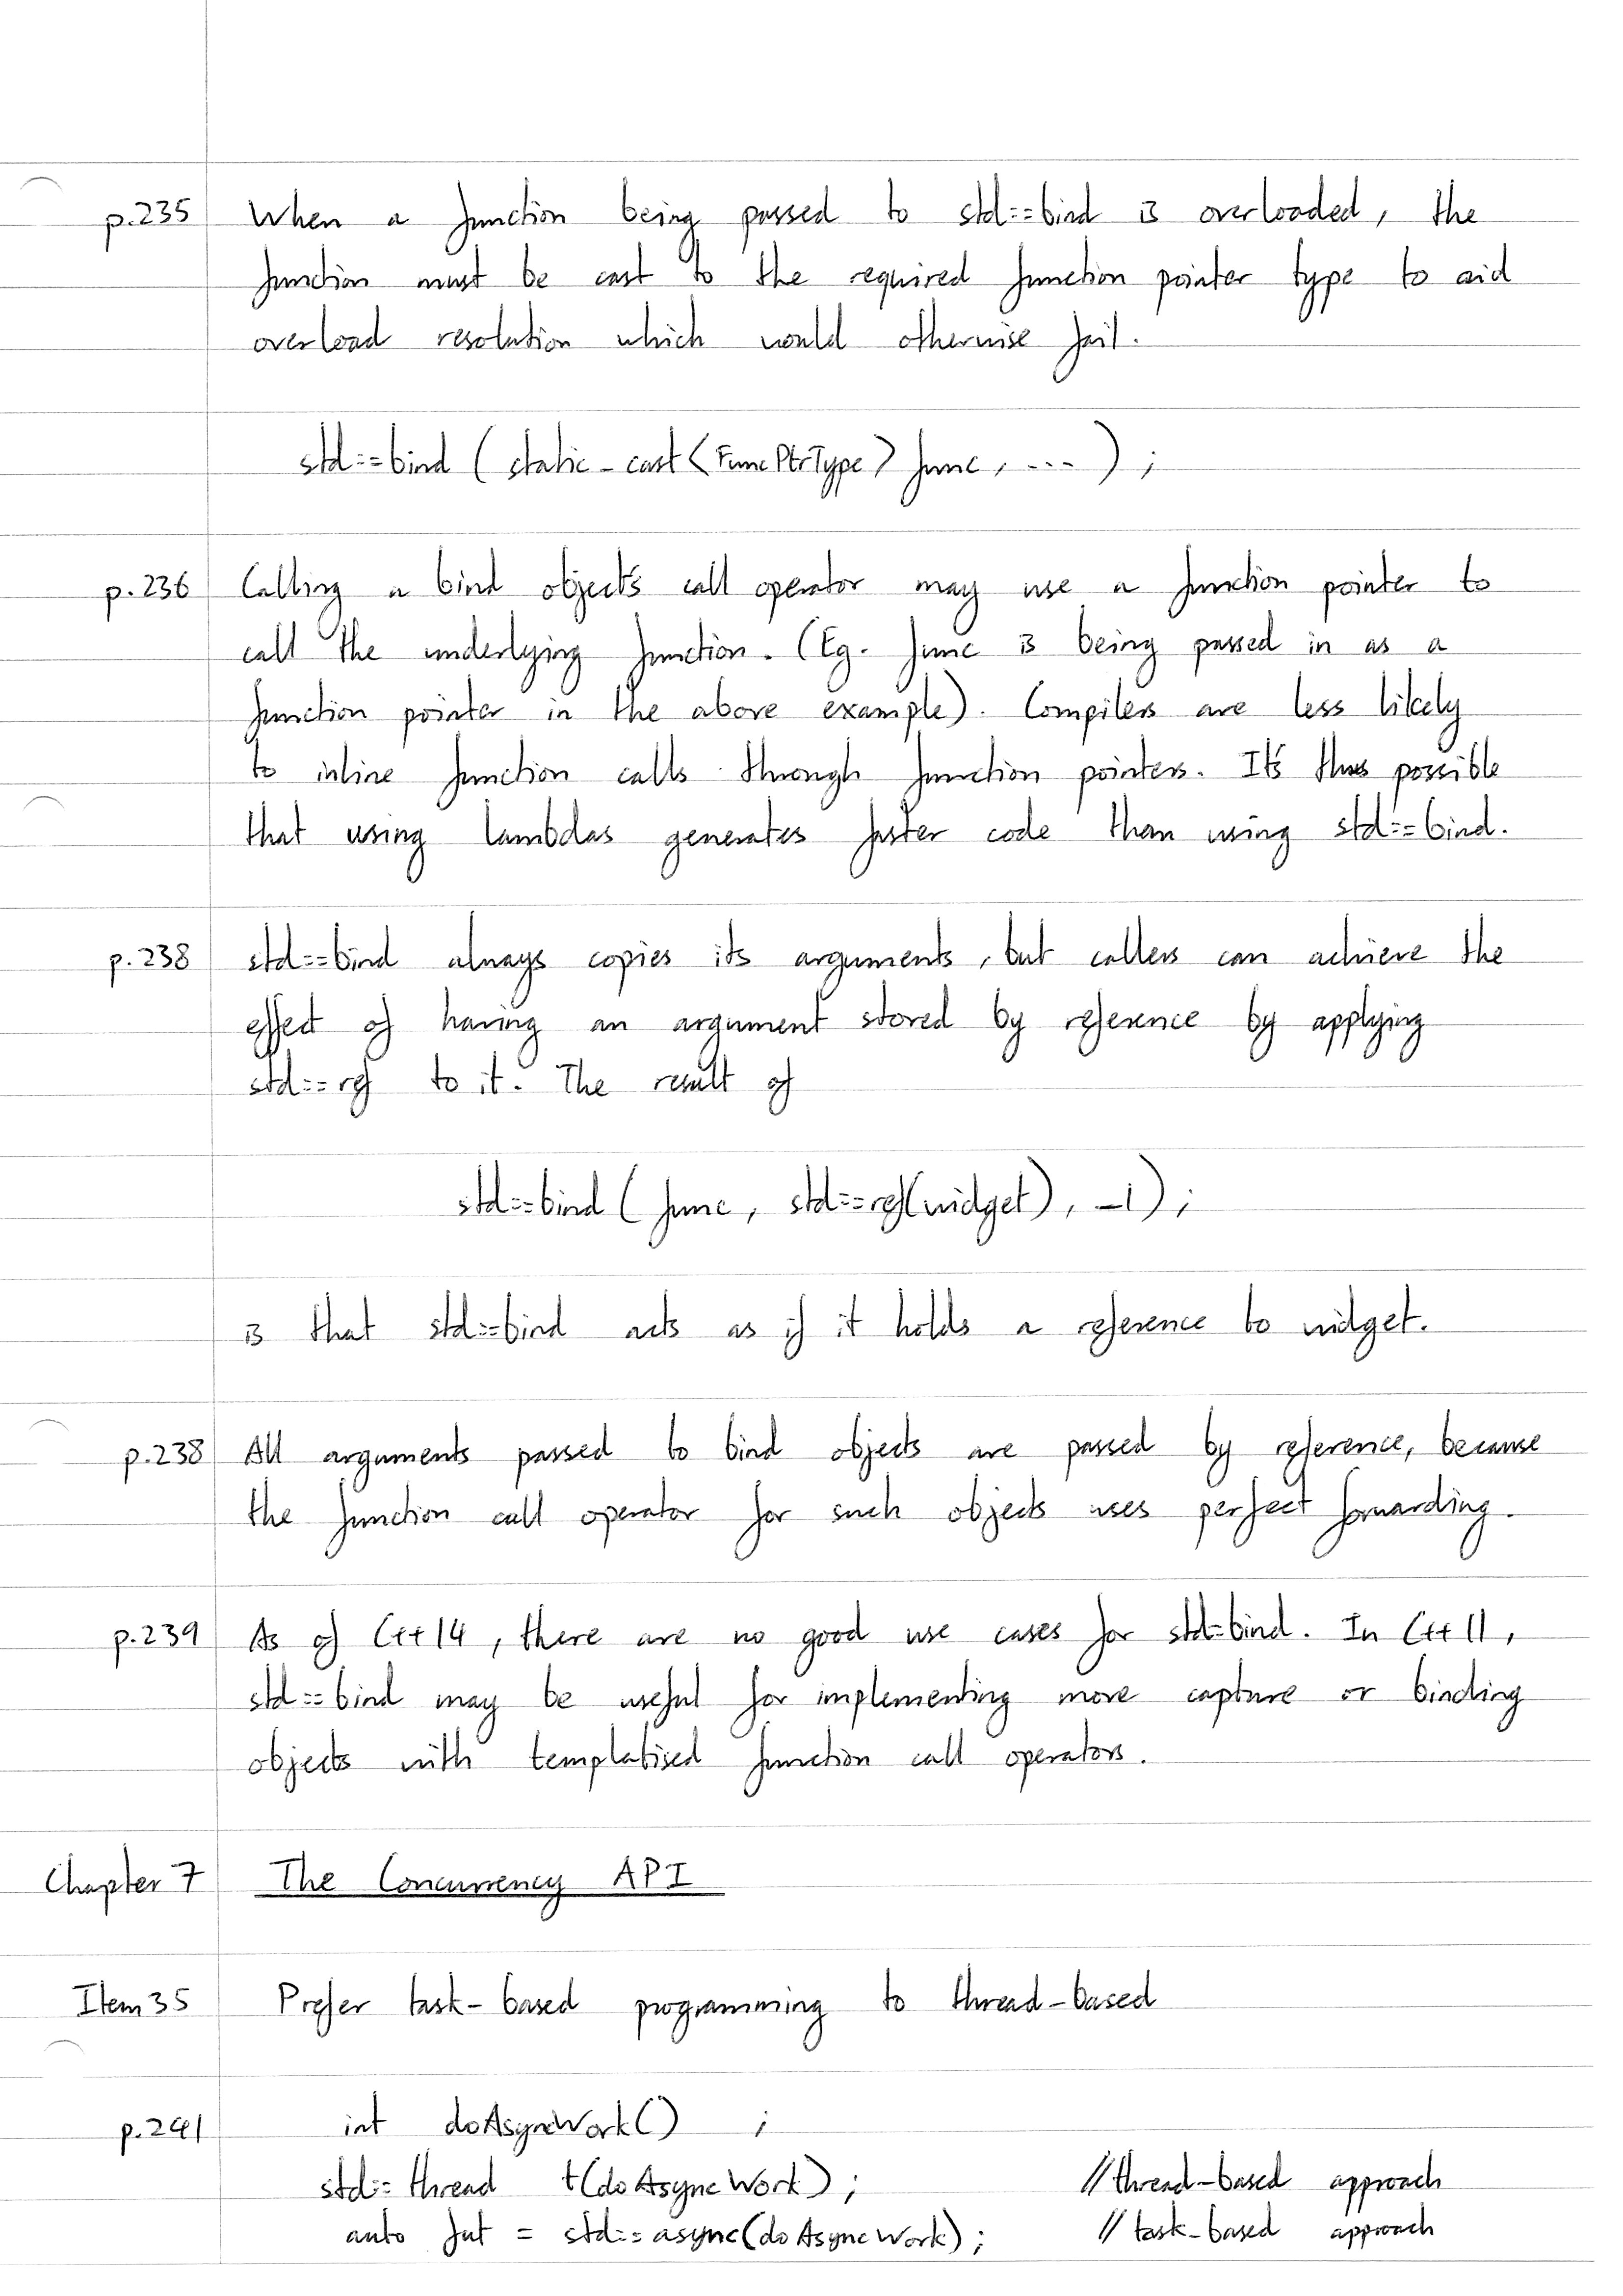 p.235 When a function being passed to std::bind is overloaded, the
function must be cast to the required function pointer type to aid
overload resolution which would otherwise fail.
std::bind ( static_cast <FuncPtrType> func, ... ) ;
p.236 Calling a bind object's call operator may use a function pointer to
call the underlying function. (Eg. func is being passed in as a
function pointer in the above example). Compilers are less likely
to inline function calls through function pointers. It's thus possible
that using lambdas generates faster code than using std::bind.
p.238 std::bind always copies its arguments, but callers can achieve the
effect of having an argument stored by reference by applying
std::ref to it. The result of
std::bind ( func, std::ref(widget), _1) ;
is that std::bind acts as if it holds a reference to widget.
p.238 All arguments passed to bind objects are passed by reference, because
the function call operator for such objects uses perfect forwarding.
p.239 As of C++14, there are no good use cases for std::bind. In C++11,
std::bind may be useful for implementing move capture or binding
objects with templatised function call operators.
Chapter 7 The Concurrency API
Item 35 Prefer task-based programming to thread-based
p.241 int doAsyncWork() ;
std::thread t(doAsyncWork) ; //thread-based approach
auto fut = std::async(doAsyncWork) ; //task-based approach